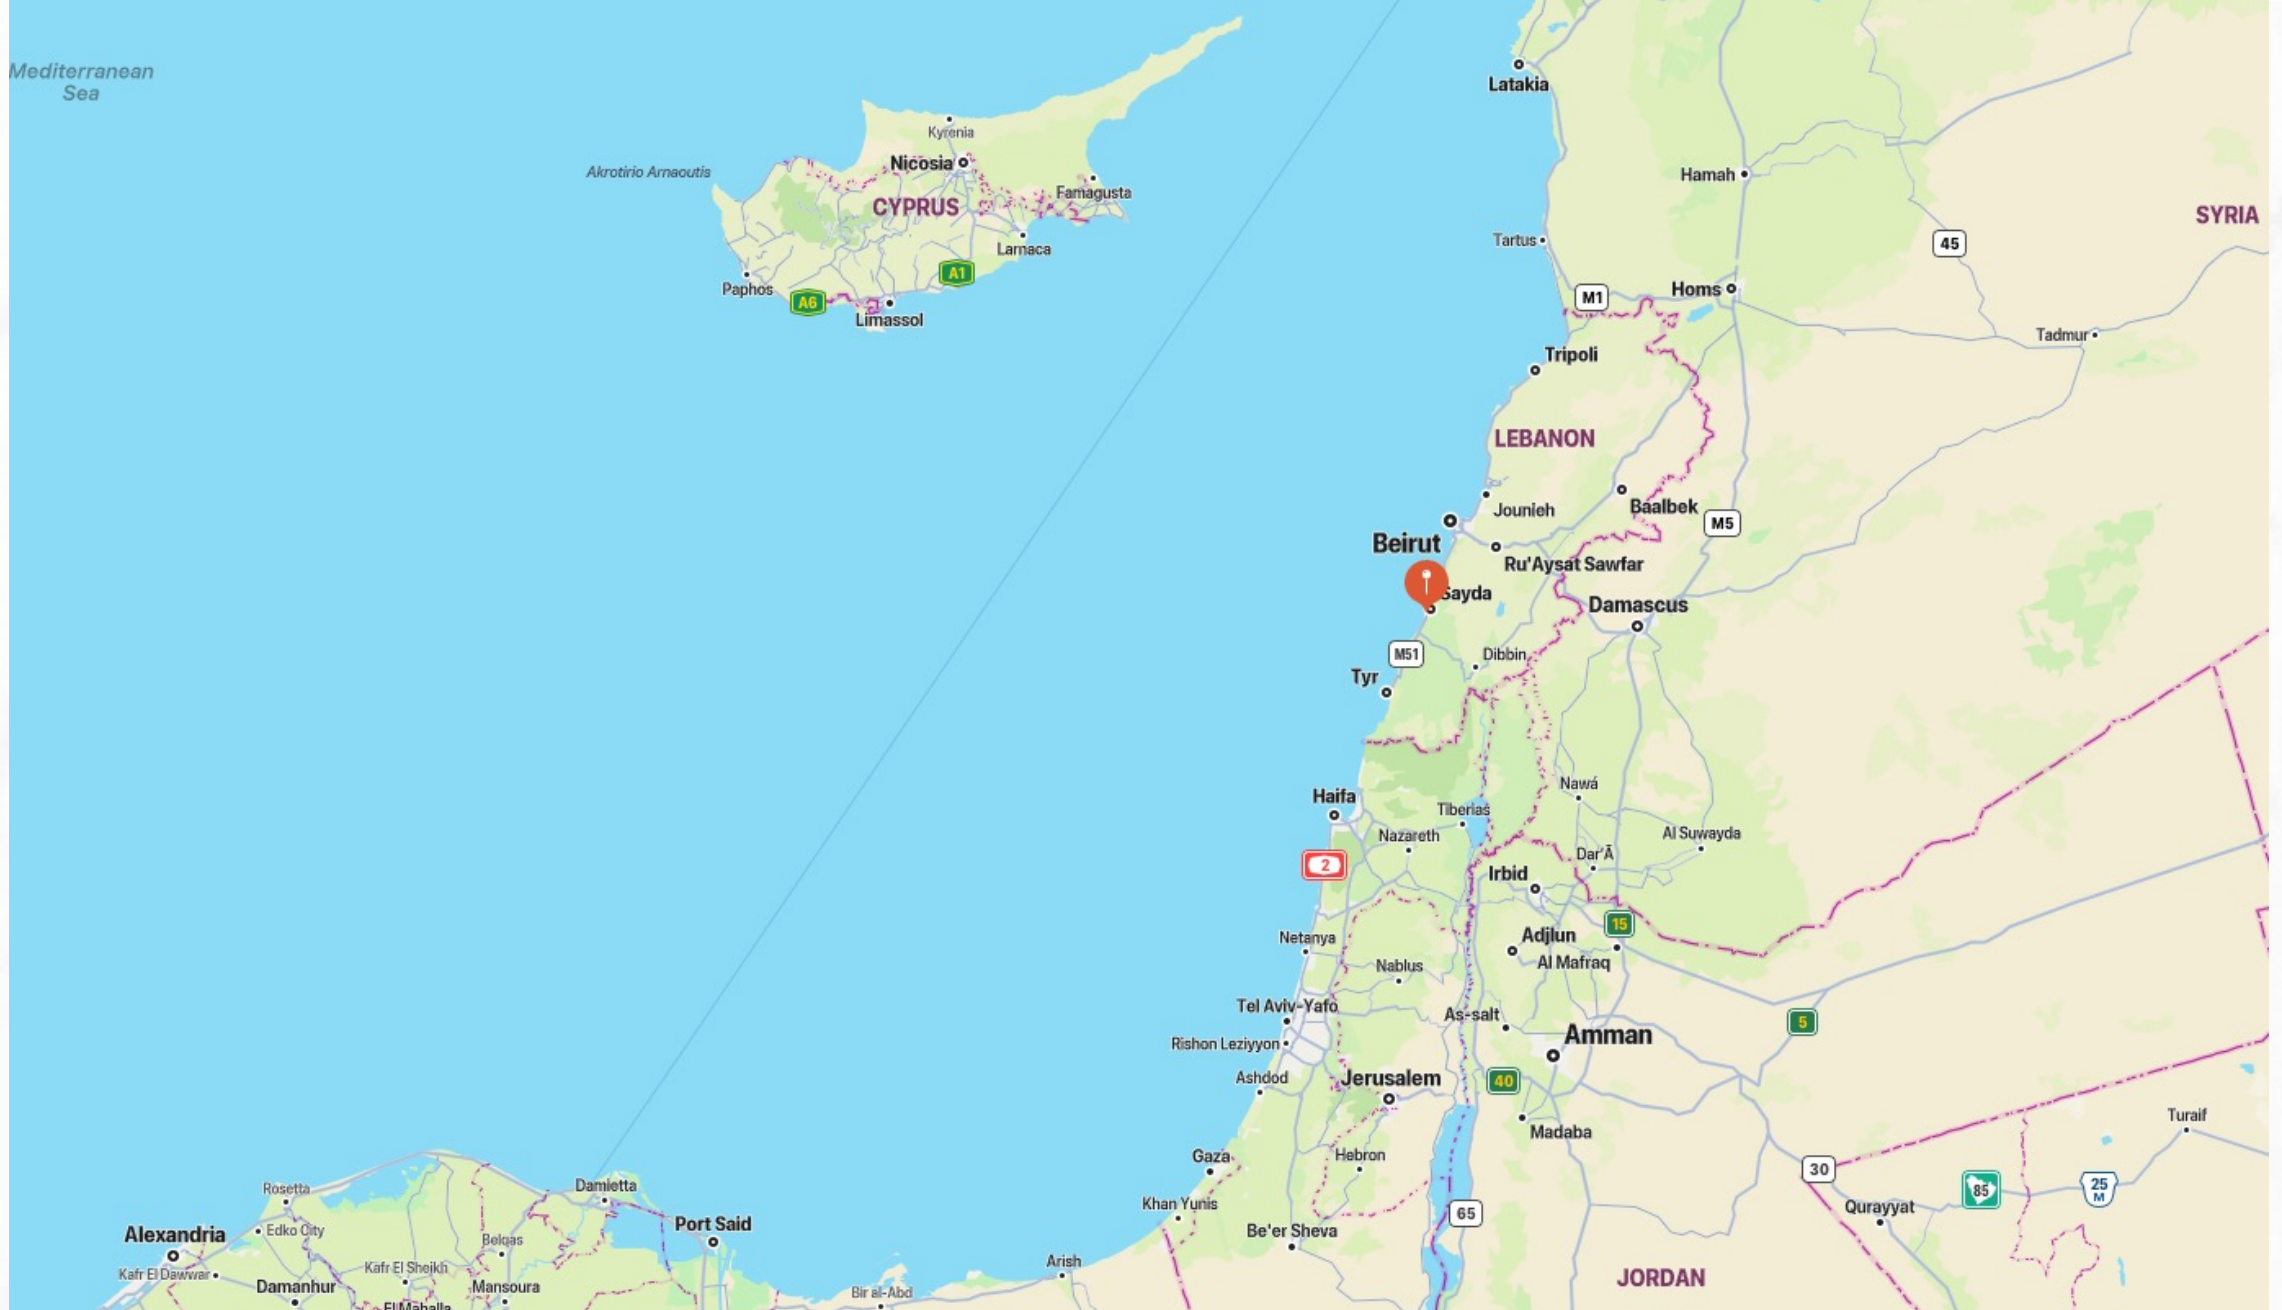 Mediterranean
Sea
Latakia
Kyrenia
Nicosia
Akrotirio Arnaoutis
Famagusta
CYPRUS
Hamah
SYRIA
Larnaca
Tartus
45
A1
Paphos
A6
Limassol
M1
Homs
Tadmur
Tripoli
LEBANON
Baalbek
Jounieh
M5
Beirut
Ru'Aysat Sawfar
Sayda
Damascus
M51
Dibbin
Tyr
Nawá
Haifa
Tiberias
Nazareth
Al Suwayda
Dar'Ā
2
Irbid
15
Netanya
Adjlun
Al Mafraq
Nablus
Tel Aviv-Yafo
As-salt
5
Amman
Rishon Leziyyon
Ashdod
Jerusalem
40
Turaif
Madaba
Gaza
Hebron
30
Rosetta
Damietta
85
25
M
Khan Yunis
Qurayyat
65
Port Said
Alexandria
Edko City
Be'er Sheva
Belqas
Arish
Kafr El Dawwar
Kafr El Sheikh
JORDAN
Damanhur
Mansoura
Bir al-Abd
El Mahalla